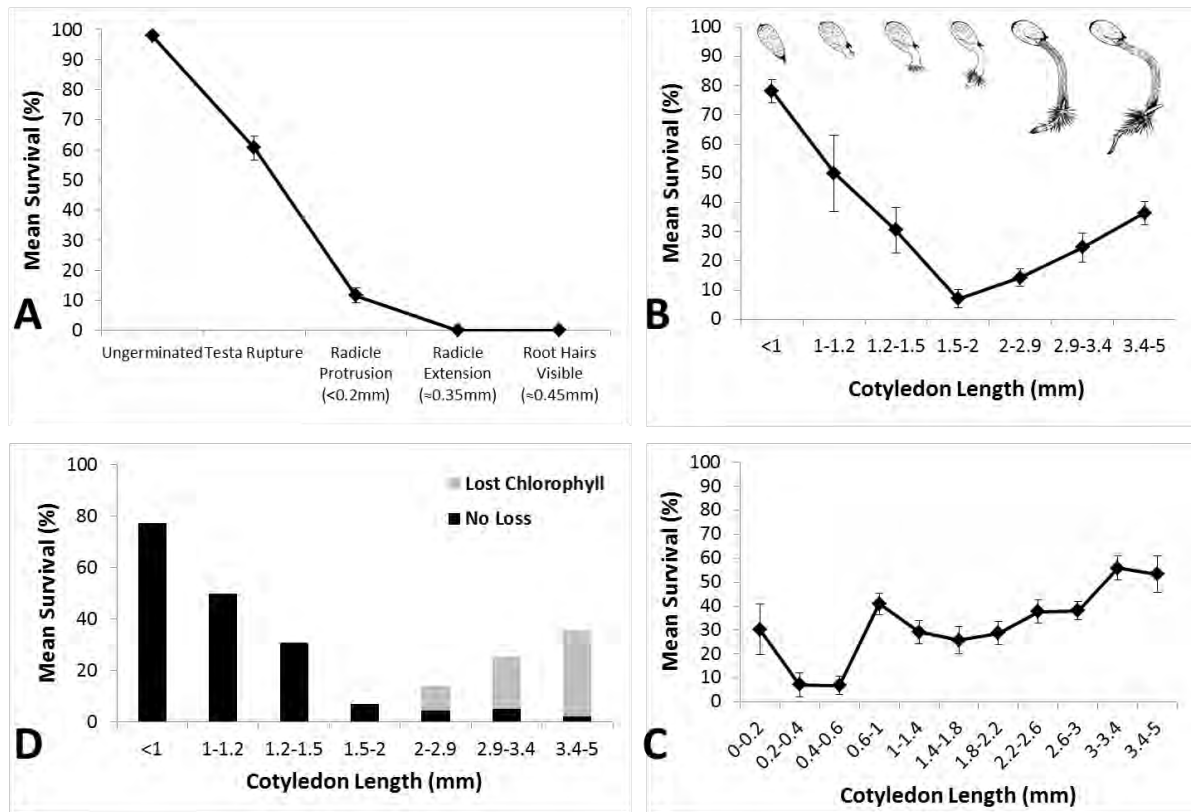 100
90
80
70
60
50
40
30
20
10
0
Mean Survival (%)
A
Ungerminated Testa Rupture Radicle Protrusion (<0.2mm) Radicle Extension (≈0.35mm) Root Hairs Visible (≈0.45mm)
100
90
80
70
60
50
40
30
20
10
0
Mean Survival (%)
B
<1 1-1.2 1.2-1.5 1.5-2 2-2.9 2.9-3.4 3.4-5
Cotyledon Length (mm)
100
80
60
40
20
0
Mean Survival (%)
Lost Chlorophyll
No Loss
D
<1 1-1.2 1.2-1.5 1.5-2 2-2.9 2.9-3.4 3.4-5
Cotyledon Length (mm)
100
90
80
70
60
50
40
30
20
10
0
Mean Survival (%)
C
0-0.2 0.2-0.4 0.4-0.6 0.6-1 1-1.4 1.4-1.8 1.8-2.2 2.2-2.6 2.6-3 3-3.4 3.4-5
Cotyledon Length (mm)